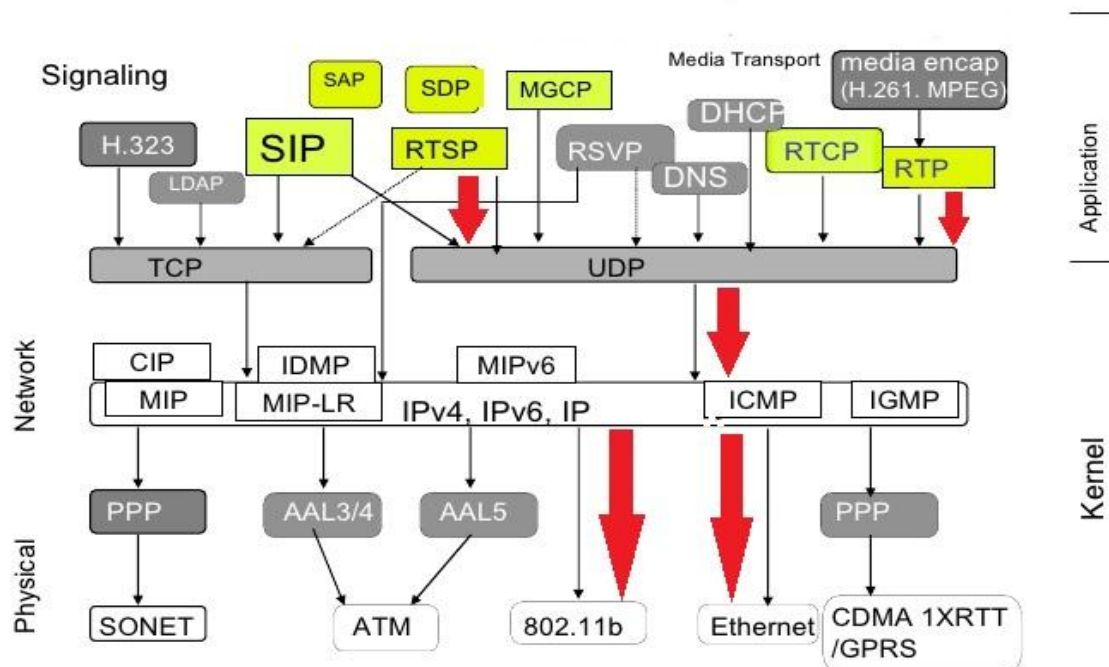 Signaling
SAP
SDP
MGCP
Media Transport
media encap
(H.261. MPEG)
H.323
SIP
RTSP
RSVP
DHCP
RTCP
RTP
LDAP
DNS
Application
TCP
UDP
Network
CIP
IDMP
MIPv6
MIP
MIP-LR
IPv4, IPv6, IP
ICMP
IGMP
Kernel
PPP
AAL3/4
AAL5
PPP
Physical
SONET
ATM
802.11b
Ethernet
CDMA 1XRTT
/GPRS